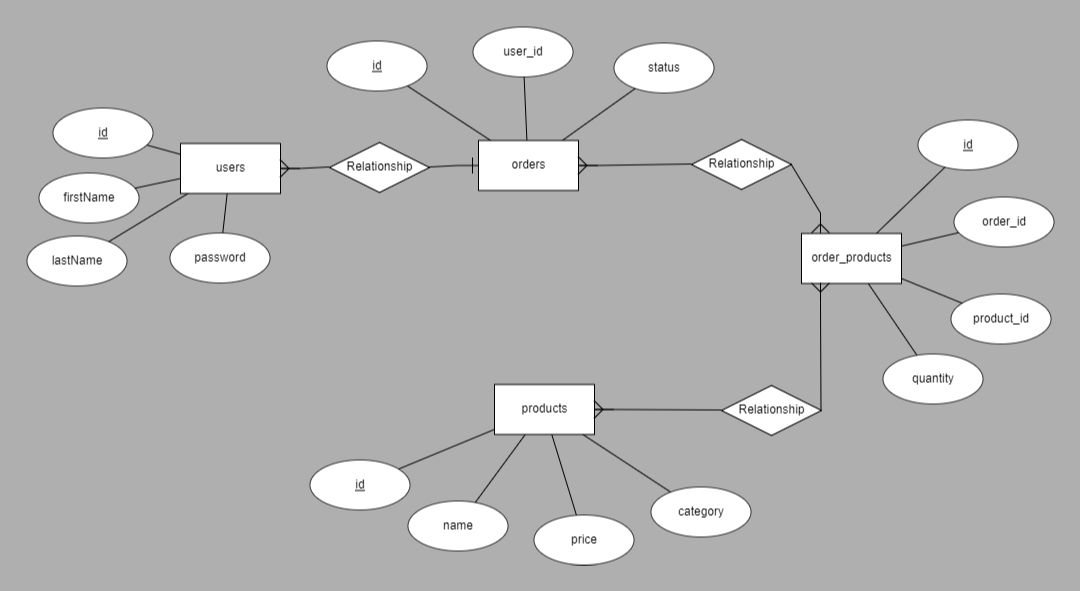 user_id
id
status
id
id
users
Relationship
orders
Relationship
firstName
order_id
lastName
password
order_products
product_id
quantity
products
Relationship
id
name
category
price